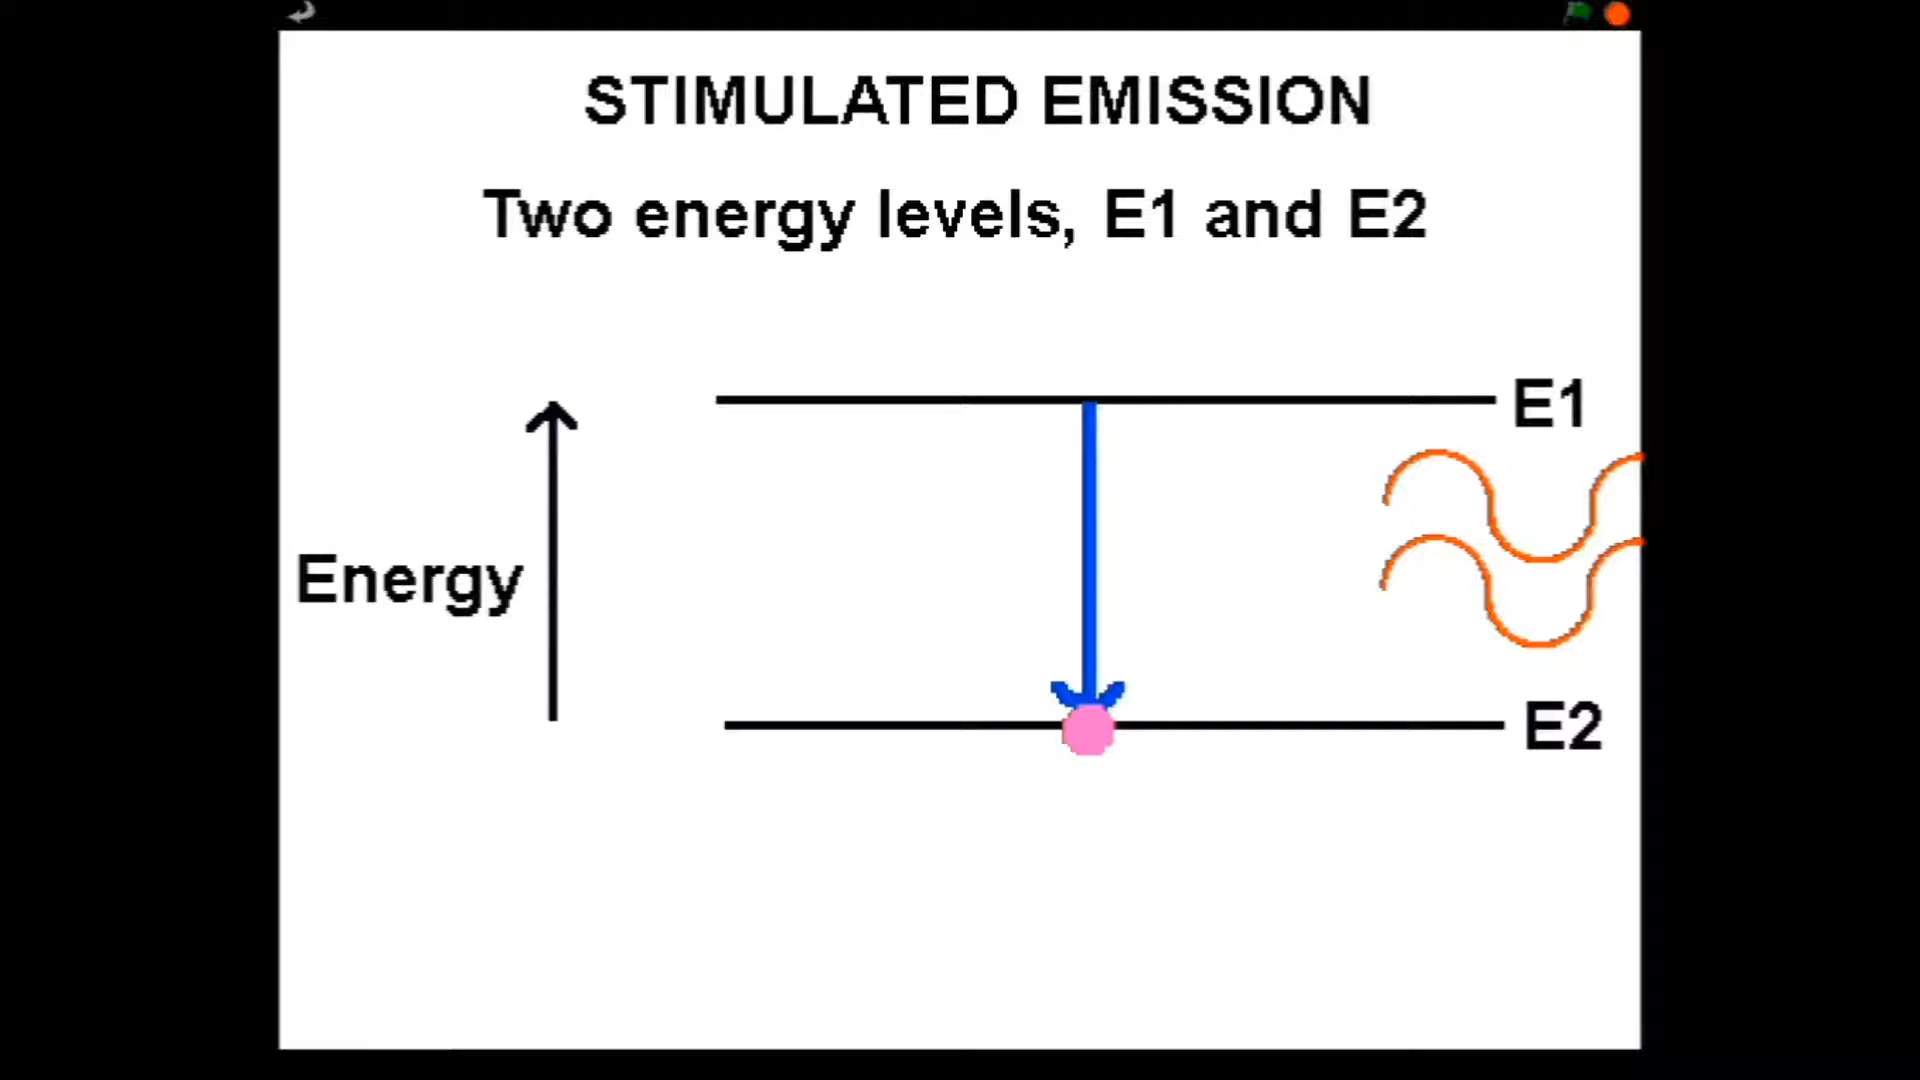 STIMULATED EMISSION
Two energy levels, E1 and E2
E1
Energy
E2